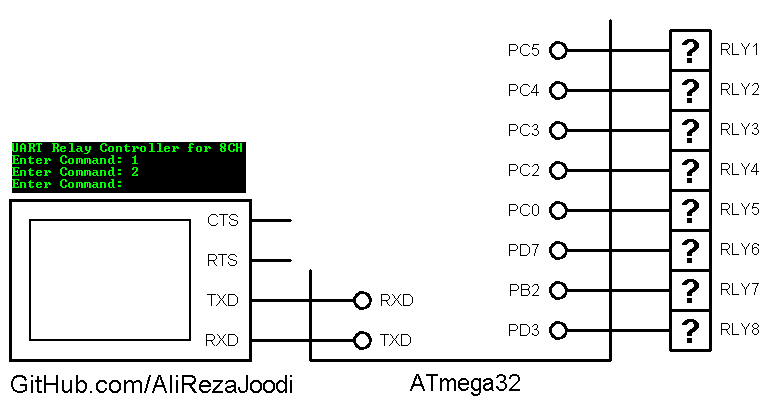 PC5 ? RLY1
PC4 ? RLY2
PC3 ? RLY3
PC2 ? RLY4
PC0 ? RLY5
PD7 ? RLY6
PB2 ? RLY7
PD3 ? RLY8
UART Relay Controller for 8CH
Enter Command: 1
Enter Command: 2
Enter Command:
CTS
RTS
TXD RXD
RXD TXD
GitHub.com/AliRezaJoodi
ATmega32